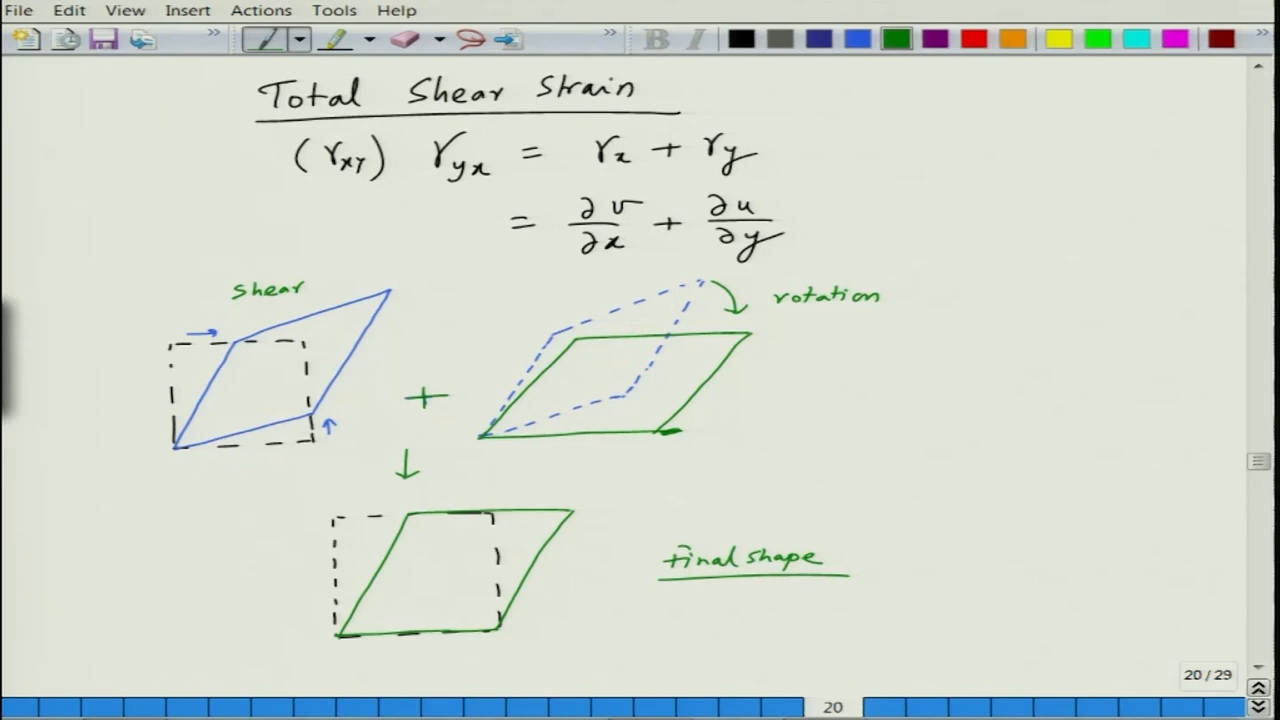 File Edit View Insert Actions Tools Help
B I
Total Shear Strain
(γxy) γyx = γx + γy
= ∂v/∂x + ∂u/∂y
shear
rotation
+
final shape
20 / 29
20